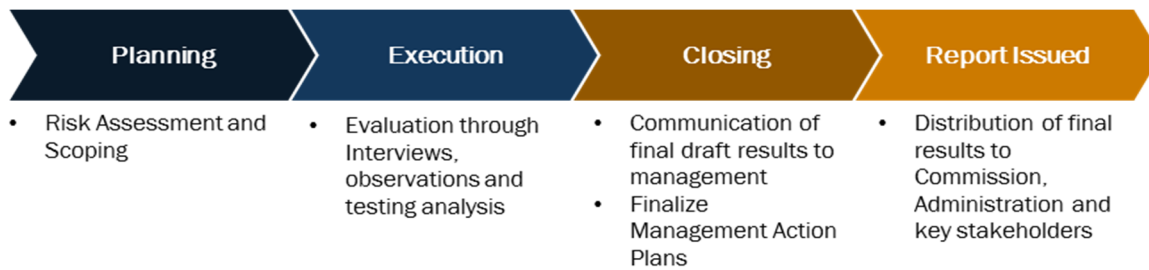 Planning
Execution
Closing
Report Issued
• Risk Assessment and
Scoping
• Evaluation through
Interviews,
observations and
testing analysis
• Communication of
final draft results to
management
• Finalize
Management Action
Plans
• Distribution of final
results to
Commission,
Administration and
key stakeholders